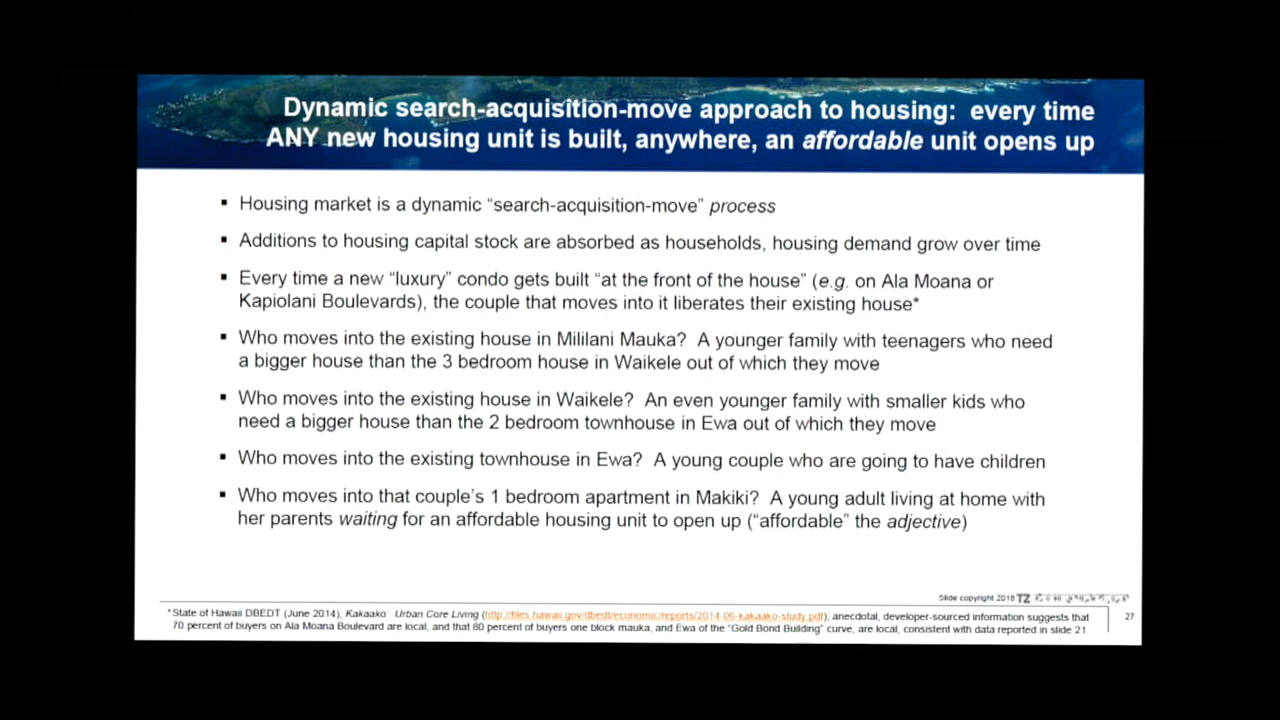 Dynamic search-acquisition-move approach to housing: every time
ANY new housing unit is built, anywhere, an affordable unit opens up
▪ Housing market is a dynamic “search-acquisition-move” process
▪ Additions to housing capital stock are absorbed as households, housing demand grow over time
▪ Every time a new “luxury” condo gets built “at the front of the house” (e.g. on Ala Moana or
Kapiolani Boulevards), the couple that moves into it liberates their existing house*
▪ Who moves into the existing house in Mililani Mauka? A younger family with teenagers who need
a bigger house than the 3 bedroom house in Waikele out of which they move
▪ Who moves into the existing house in Waikele? An even younger family with smaller kids who
need a bigger house than the 2 bedroom townhouse in Ewa out of which they move
▪ Who moves into the existing townhouse in Ewa? A young couple who are going to have children
▪ Who moves into that couple's 1 bedroom apartment in Makiki? A young adult living at home with
her parents waiting for an affordable housing unit to open up (“affordable” the adjective)
Slide copyright 2016 TZ
*State of Hawaii DBEDT (June 2014), Kakaako: Urban Core Living (http://files.hawaii.gov/dbedt/economic/reports/2014-06-kakaako-study.pdf); anecdotal, developer-sourced information suggests that
70 percent of buyers on Ala Moana Boulevard are local, and that 80 percent of buyers one block mauka, and Ewa of the “Gold Bond Building” curve, are local, consistent with data reported in slide 21
27